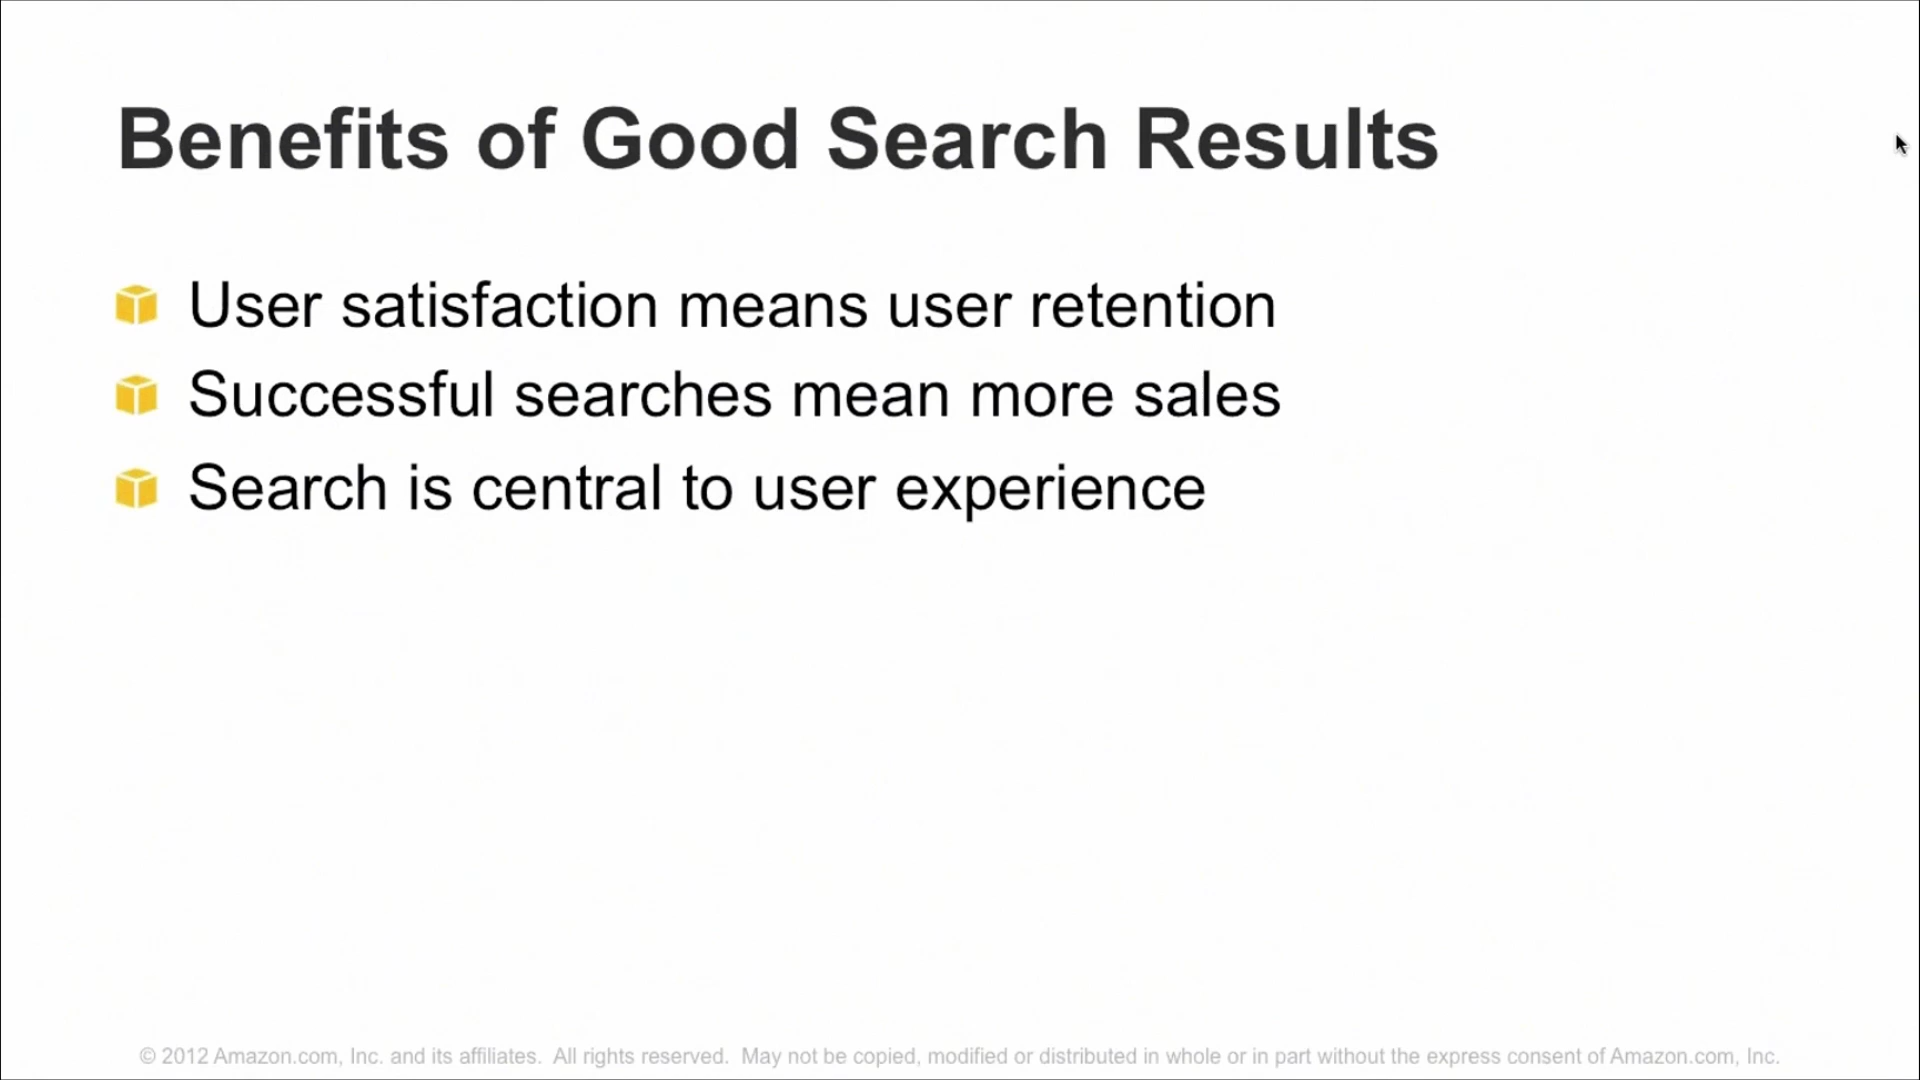 Benefits of Good Search Results
User satisfaction means user retention
Successful searches mean more sales
Search is central to user experience
© 2012 Amazon.com, Inc. and its affiliates.  All rights reserved.  May not be copied, modified or distributed in whole or in part without the express consent of Amazon.com, Inc.